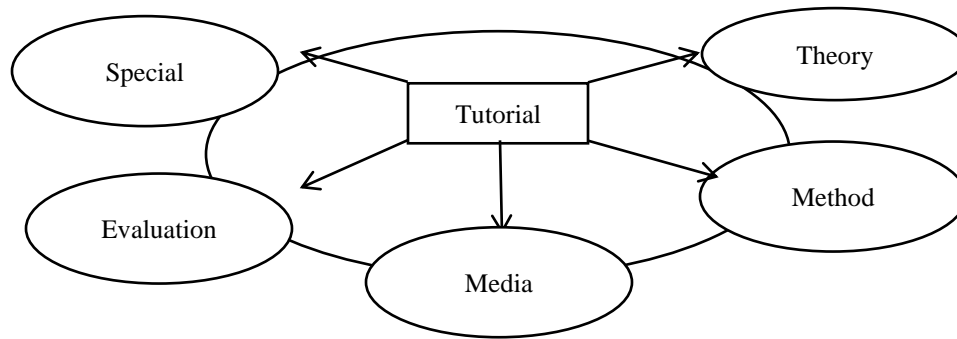 Theory
Special
Tutorial
Method
Evaluation
Media